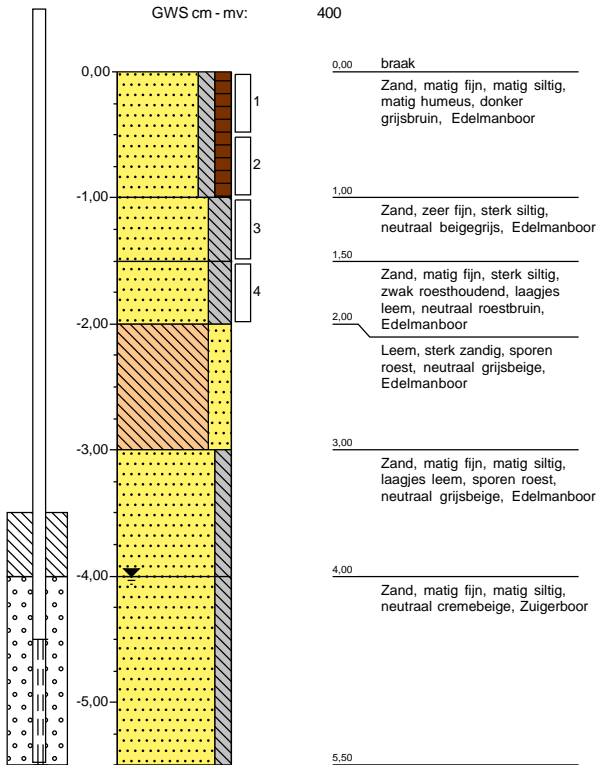 GWS cm - mv: 400
0,00
-1,00
-2,00
-3,00
-4,00
-5,00
1
2
3
4
0,00 braak
Zand, matig fijn, matig siltig,
matig humeus, donker
grijsbruin, Edelmanboor
1,00
Zand, zeer fijn, sterk siltig,
neutraal beigegrijs, Edelmanboor
1,50
Zand, matig fijn, sterk siltig,
zwak roesthoudend, laagjes
leem, neutraal roestbruin,
Edelmanboor
2,00
Leem, sterk zandig, sporen
roest, neutraal grijsbeige,
Edelmanboor
3,00
Zand, matig fijn, matig siltig,
laagjes leem, sporen roest,
neutraal grijsbeige, Edelmanboor
4,00
Zand, matig fijn, matig siltig,
neutraal cremebeige, Zuigerboor
5,50